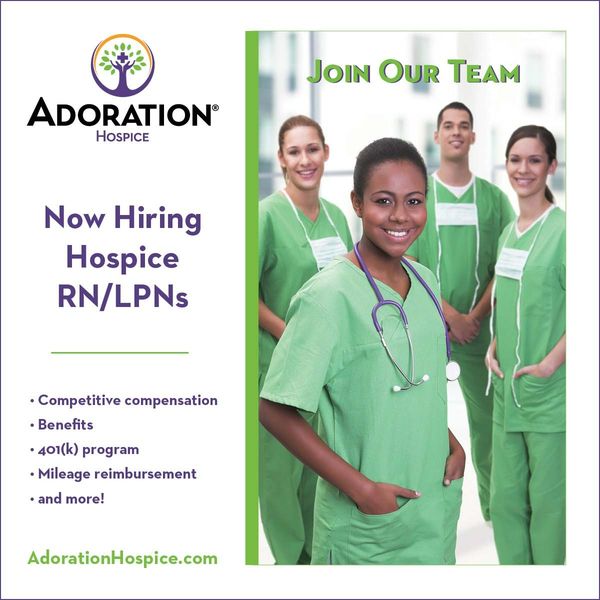 ADORATION®
HOSPICE
JOIN OUR TEAM
Now Hiring
Hospice
RN/LPNs
• Competitive compensation
• Benefits
• 401(k) program
• Mileage reimbursement
• and more!
AdorationHospice.com